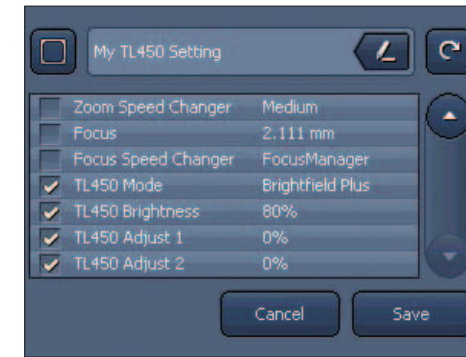 My TL450 Setting
Zoom Speed Changer Medium
Focus 2.111 mm
Focus Speed Changer FocusManager
TL450 Mode Brightfield Plus
TL450 Brightness 80%
TL450 Adjust 1 0%
TL450 Adjust 2 0%
Cancel Save